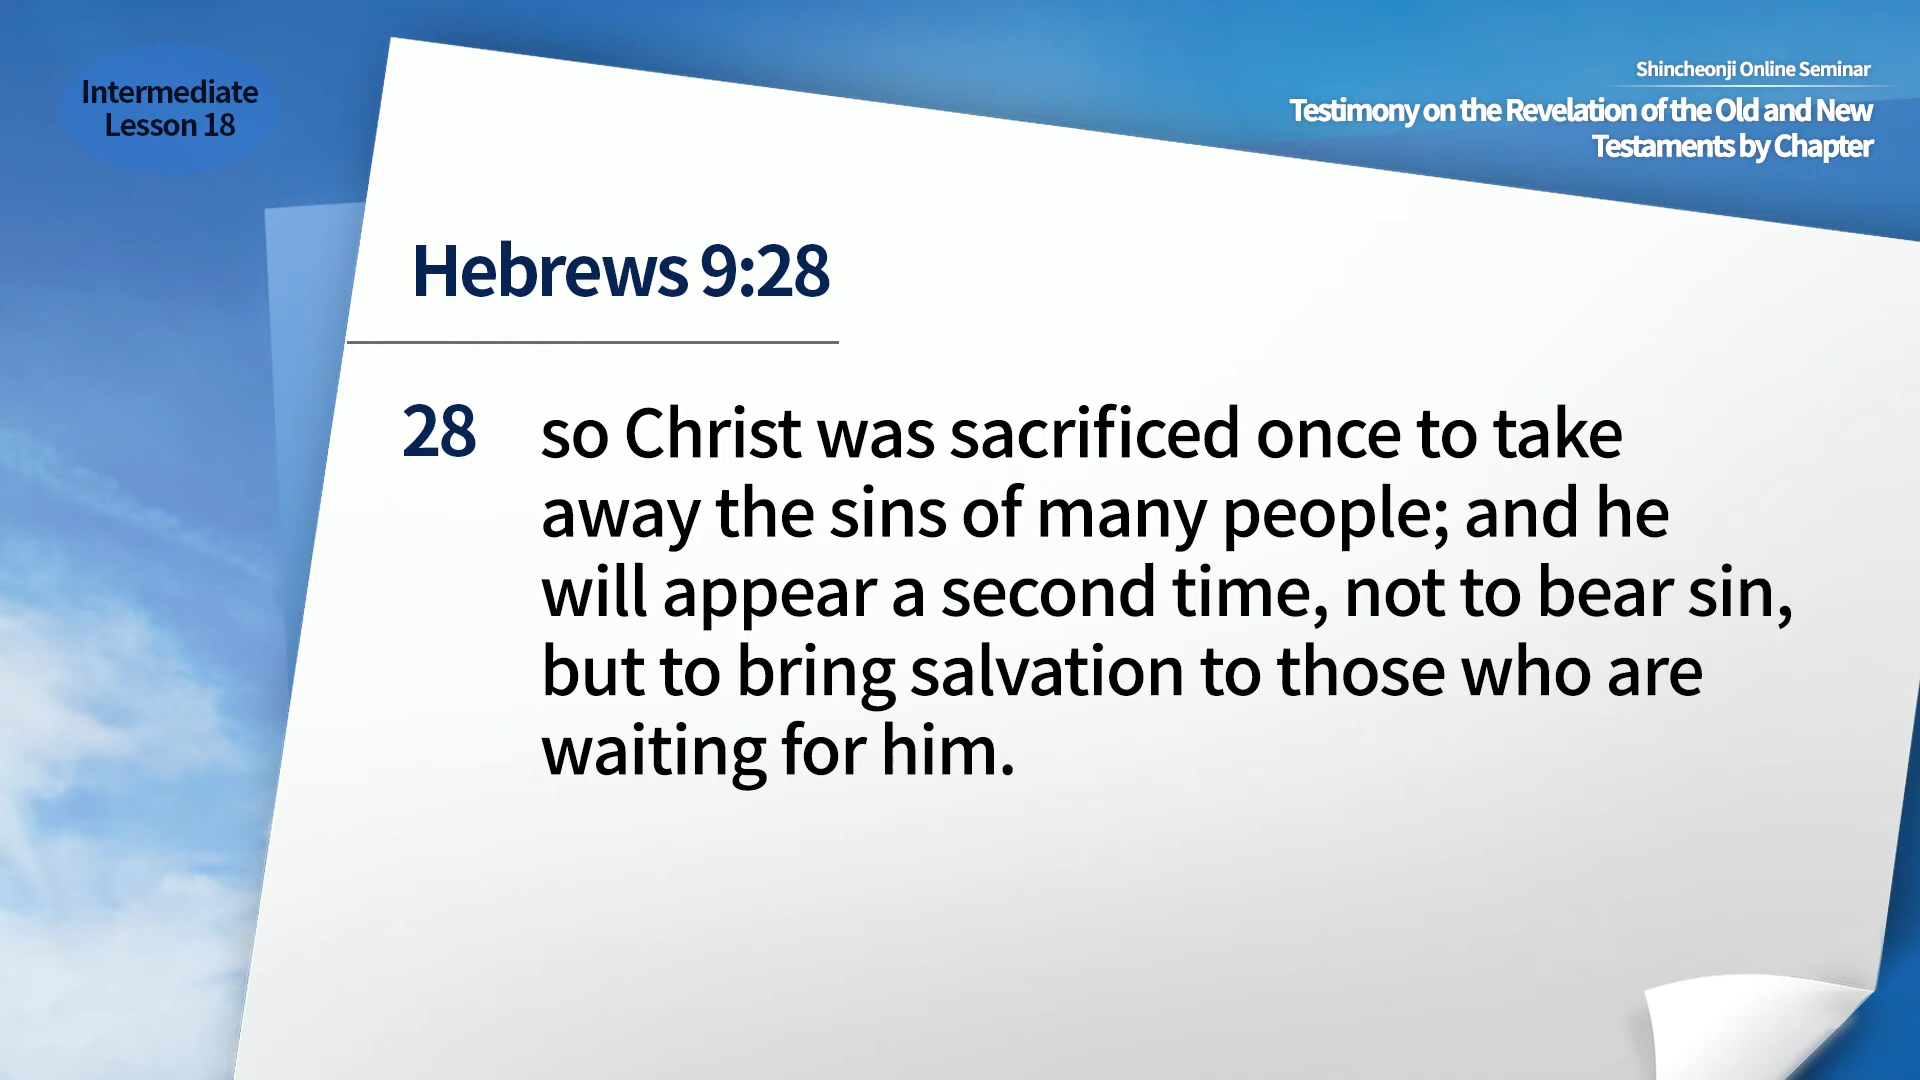 Intermediate
Lesson 18
Shincheonji Online Seminar
Testimony on the Revelation of the Old and New
Testaments by Chapter
Hebrews 9:28
28 so Christ was sacrificed once to take
away the sins of many people; and he
will appear a second time, not to bear sin,
but to bring salvation to those who are
waiting for him.